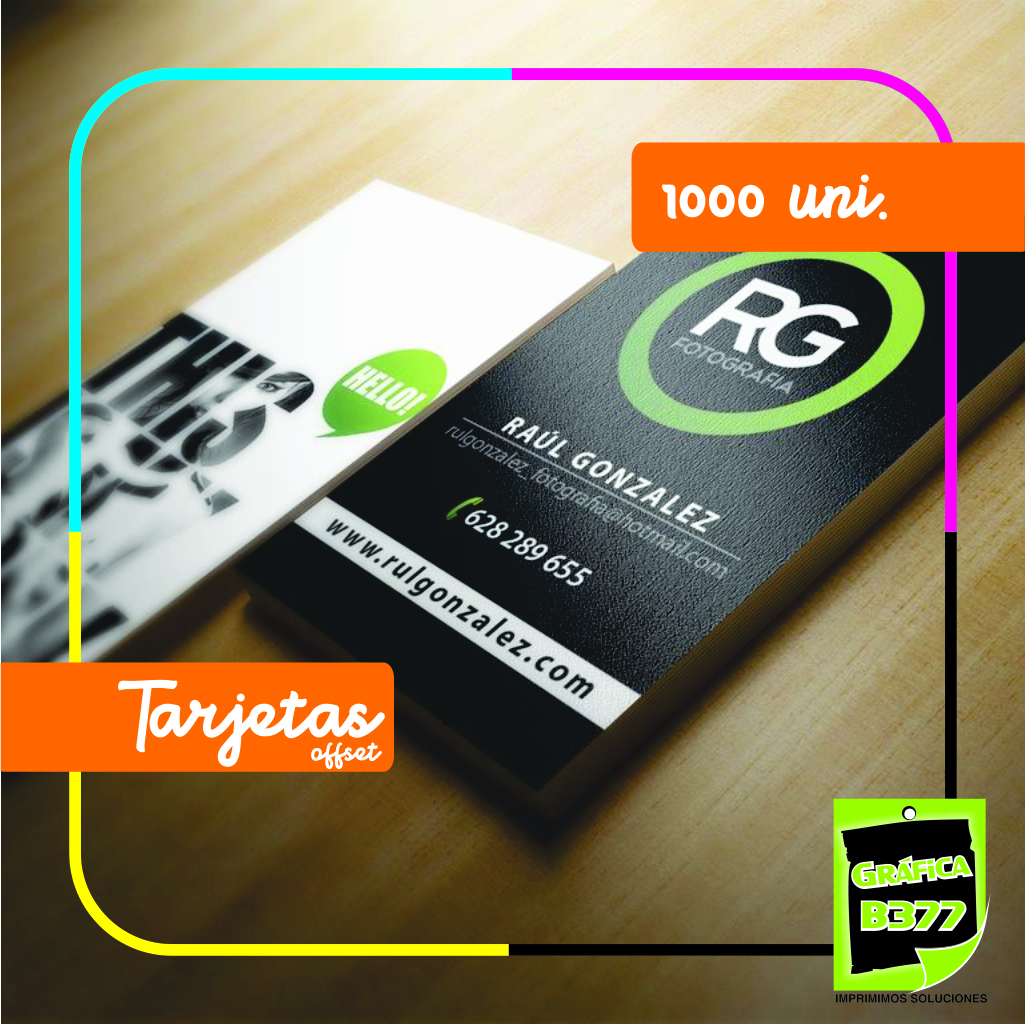 1000 uni.
RG
FOTOGRAFIA
THIS
HELLO!
RAÚL GONZALEZ
rulgonzalez_fotografia@hotmail.com
628 289 655
www.rulgonzalez.com
Tarjetas
offset
GRÁFiCA
B377
IMPRIMIMOS SOLUCIONES